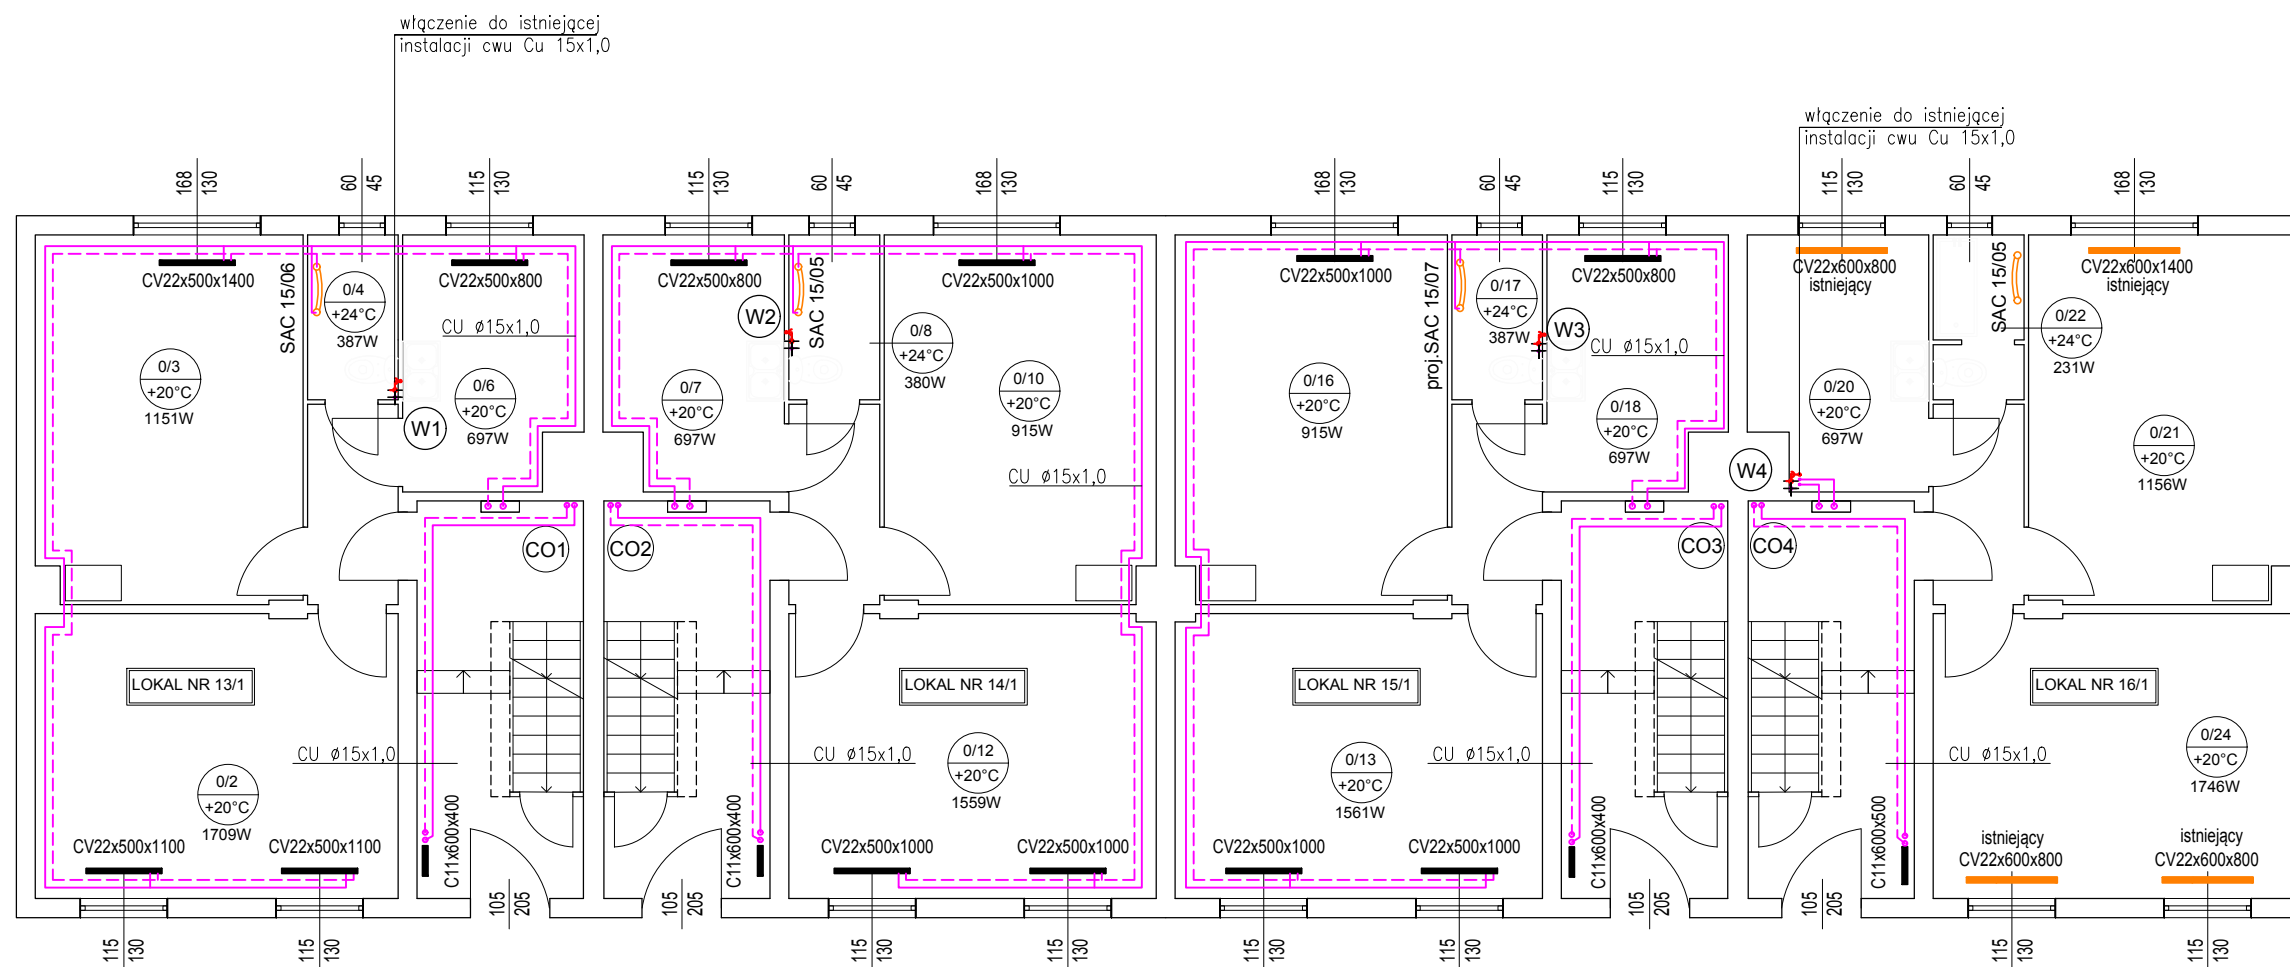 włączenie do istniejącej
instalacji cwu Cu 15x1,0
włączenie do istniejącej
instalacji cwu Cu 15x1,0
168
130
60
45
115
130
115
130
60
45
168
130
168
130
60
45
115
130
115
130
60
45
168
130
CV22x500x1400
SAC 15/06
0/4
+24°C
387W
CV22x500x800
CU ø15x1,0
0/3
+20°C
1151W
0/6
+20°C
697W
W1
CV22x500x800
W2
SAC 15/05
0/7
+20°C
697W
0/8
+24°C
380W
CV22x500x1000
0/10
+20°C
915W
CU ø15x1,0
CV22x500x1000
proj.SAC 15/07
0/17
+24°C
387W
W3
CV22x500x800
CU ø15x1,0
0/16
+20°C
915W
0/18
+20°C
697W
CV22x600x800
istniejący
SAC 15/05
CV22x600x1400
istniejący
0/22
+24°C
231W
0/20
+20°C
697W
0/21
+20°C
1156W
W4
CO1
CO2
CO3
CO4
LOKAL NR 13/1
LOKAL NR 14/1
LOKAL NR 15/1
LOKAL NR 16/1
CU ø15x1,0
CU ø15x1,0
CU ø15x1,0
CU ø15x1,0
0/2
+20°C
1709W
0/12
+20°C
1559W
0/13
+20°C
1561W
0/24
+20°C
1746W
CV22x500x1100
CV22x500x1100
C11x600x400
C11x600x400
CV22x500x1000
CV22x500x1000
CV22x500x1000
CV22x500x1000
C11x600x400
C11x600x500
istniejący
CV22x600x800
istniejący
CV22x600x800
115
130
115
130
105
205
105
205
115
130
115
130
115
130
115
130
105
205
105
205
115
130
115
130